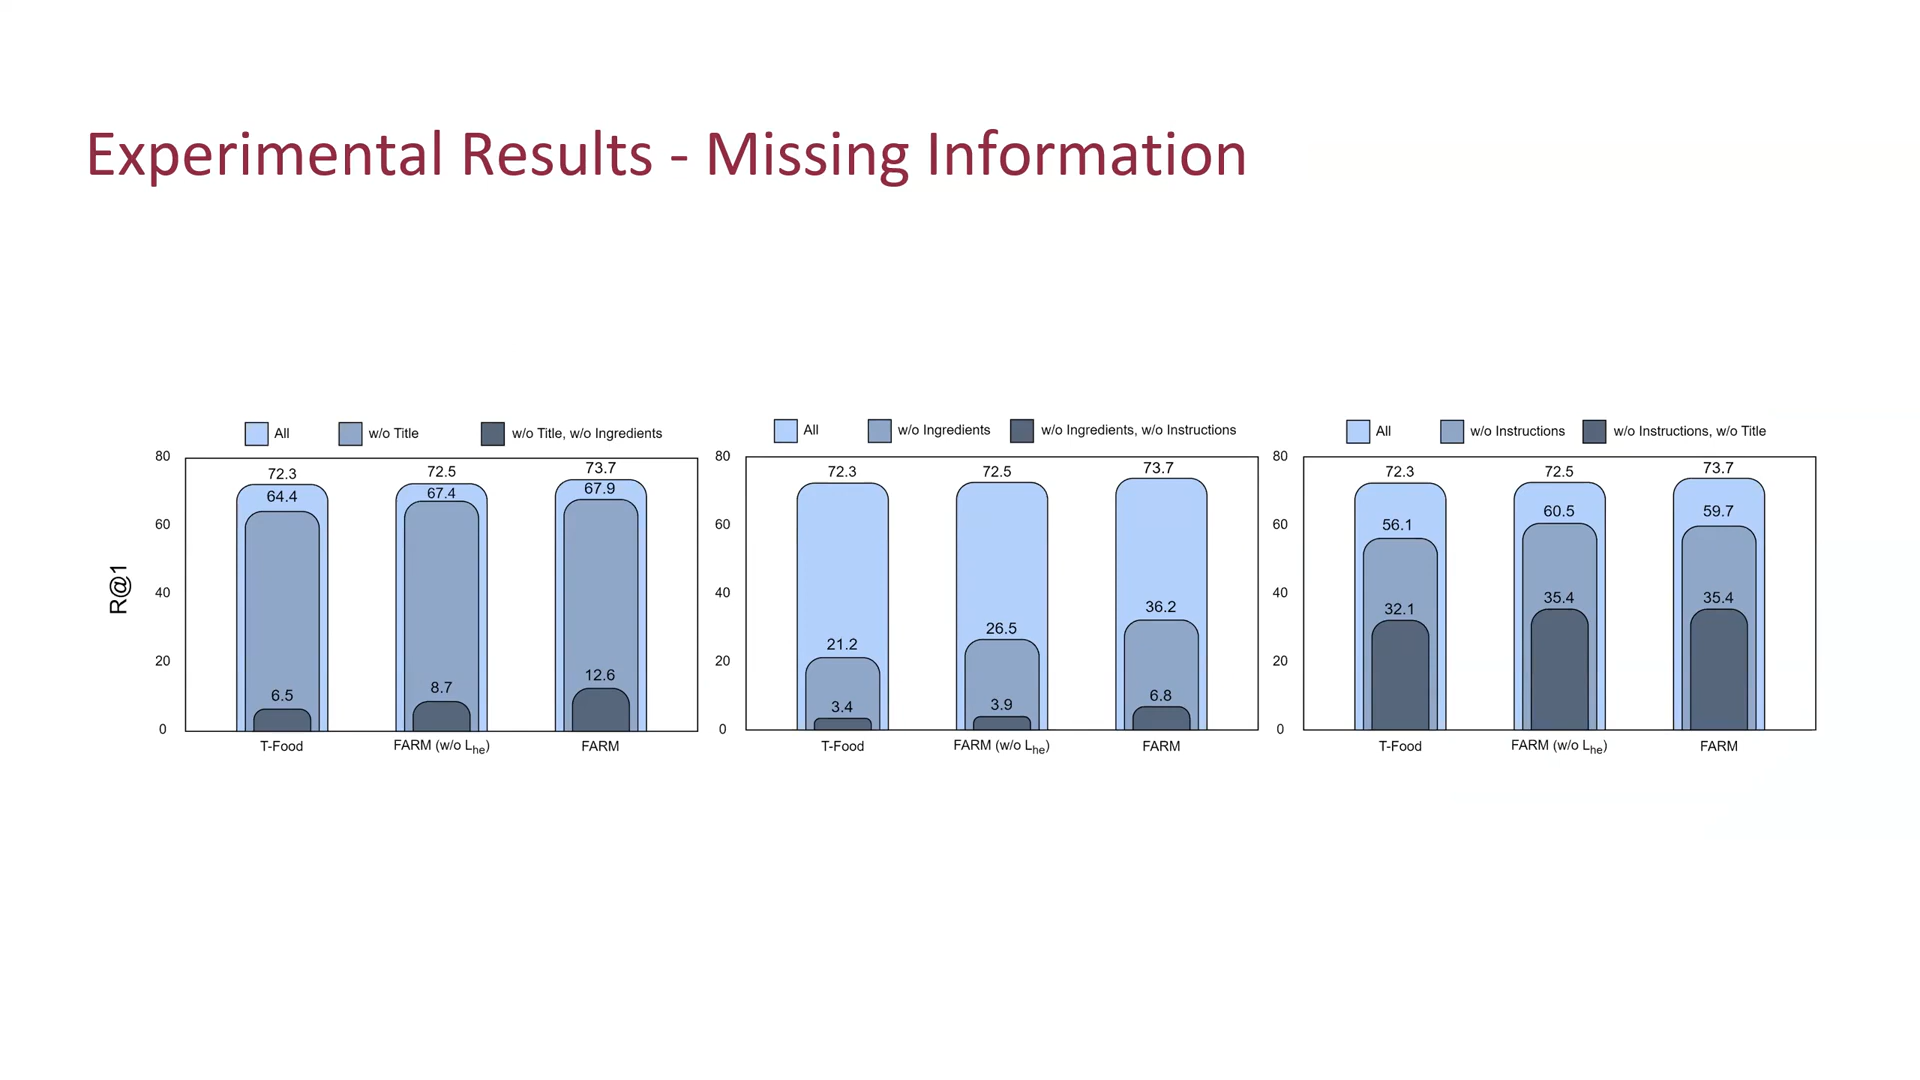 Experimental Results - Missing Information
All w/o Title w/o Title, w/o Ingredients
80
60
40
20
0
R@1
72.3 72.5 73.7
64.4 67.4 67.9
6.5 8.7 12.6
T-Food FARM (w/o Lhe) FARM
All w/o Ingredients w/o Ingredients, w/o Instructions
80
60
40
20
0
72.3 72.5 73.7
21.2 26.5 36.2
3.4 3.9 6.8
T-Food FARM (w/o Lhe) FARM
All w/o Instructions w/o Instructions, w/o Title
80
60
40
20
0
72.3 72.5 73.7
56.1 60.5 59.7
32.1 35.4 35.4
T-Food FARM (w/o Lhe) FARM